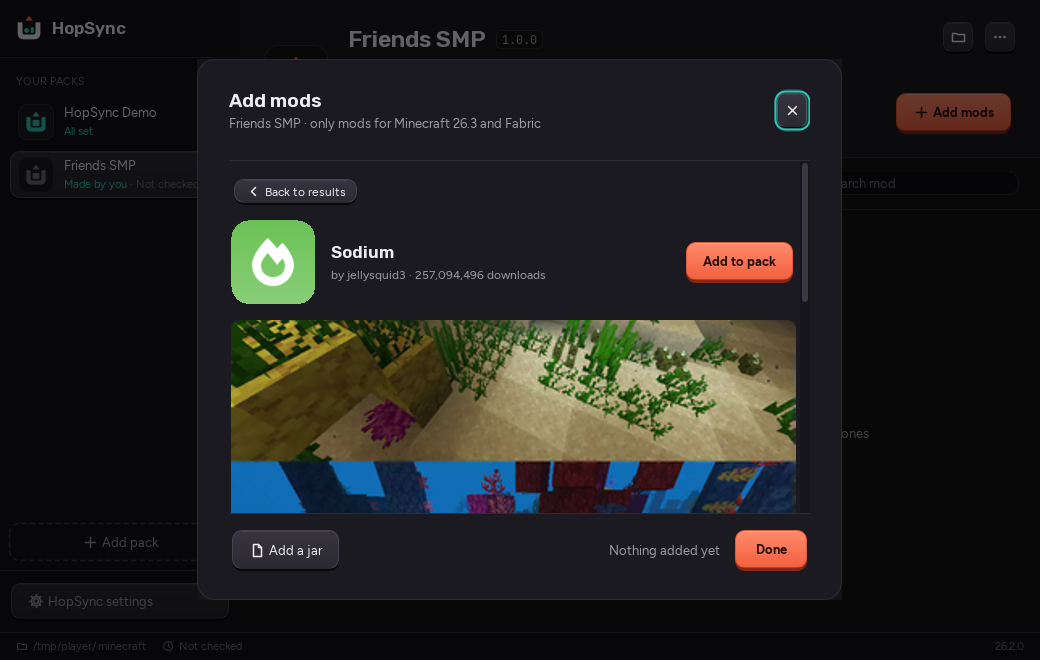 HopSync
Friends SMP
1.0.0
YOUR PACKS
HopSync Demo
All set
Friends SMP
Made by you · Not checked
Add pack
HopSync settings
Add mods
arch mod
ones
Add mods
Friends SMP · only mods for Minecraft 26.3 and Fabric
Back to results
Sodium
by jellysquid3 · 257,094,496 downloads
Add to pack
Add a jar
Nothing added yet
Done
/tmp/player/minecraft
Not checked
26.2.0